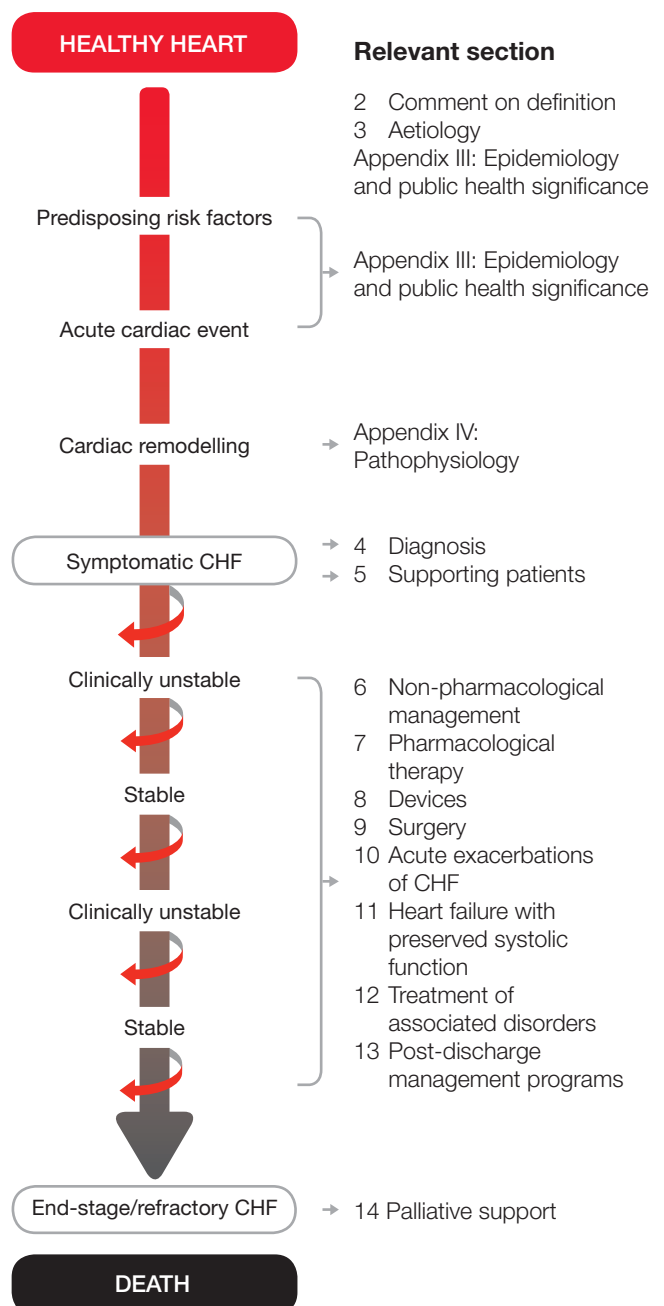 HEALTHY HEART
Relevant section
2 Comment on definition
3 Aetiology
Appendix III: Epidemiology
and public health significance
Predisposing risk factors
Acute cardiac event
Appendix III: Epidemiology
and public health significance
Cardiac remodelling
Appendix IV:
Pathophysiology
Symptomatic CHF
4 Diagnosis
5 Supporting patients
Clinically unstable
Stable
Clinically unstable
Stable
6 Non-pharmacological
management
7 Pharmacological
therapy
8 Devices
9 Surgery
10 Acute exacerbations
of CHF
11 Heart failure with
preserved systolic
function
12 Treatment of
associated disorders
13 Post-discharge
management programs
End-stage/refractory CHF
14 Palliative support
DEATH